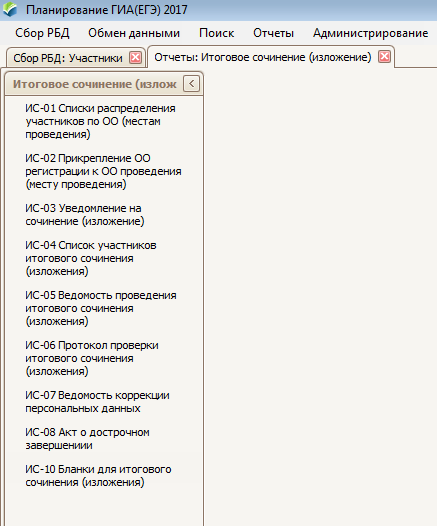 Планирование ГИА(ЕГЭ) 2017
Сбор РБД Обмен данными Поиск Отчеты Администрирование
Сбор РБД: Участники Отчеты: Итоговое сочинение (изложение)
Итоговое сочинение (излож
ИС-01 Списки распределения
участников по ОО (местам
проведения)
ИС-02 Прикрепление ОО
регистрации к ОО проведения
(месту проведения)
ИС-03 Уведомление на
сочинение (изложение)
ИС-04 Список участников
итогового сочинения
(изложения)
ИС-05 Ведомость проведения
итогового сочинения
(изложения)
ИС-06 Протокол проверки
итогового сочинения
(изложения)
ИС-07 Ведомость коррекции
персональных данных
ИС-08 Акт о дострочном
завершениии
ИС-10 Бланки для итогового
сочинения (изложения)